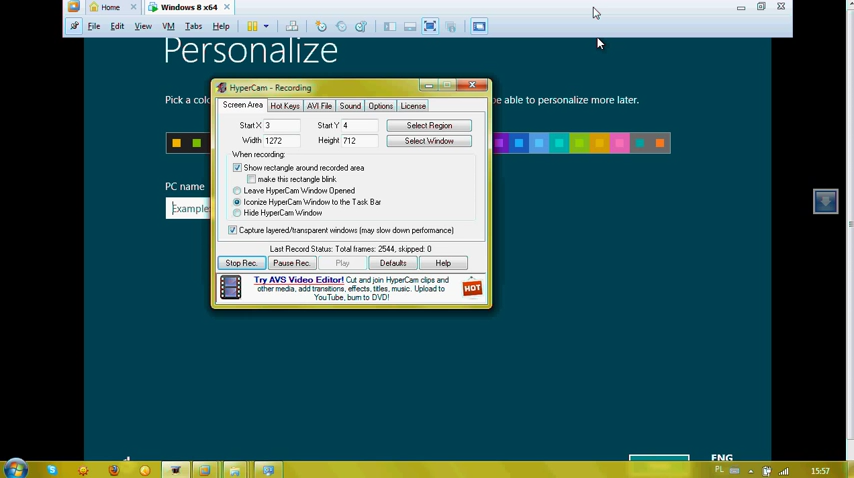 Home
Windows 8 x64
File Edit View VM Tabs Help
Personalize
HyperCam - Recording
Pick a colo
be able to personalize more later.
Screen Area Hot Keys AVI File Sound Options License
Start X 3 Start Y 4 Select Region
Width 1272 Height 712 Select Window
When recording:
Show rectangle around recorded area
make this rectangle blink
Leave HyperCam Window Opened
Iconize HyperCam Window to the Task Bar
Hide HyperCam Window
Capture layered/transparent windows (may slow down performance)
Last Record Status: Total frames: 2544, skipped: 0
Stop Rec. Pause Rec. Play Defaults Help
Try AVS Video Editor! Cut and join HyperCam clips and
other media, add transitions, effects, titles, music. Upload to
YouTube, burn to DVD!
HOT
PC name
Example:
ENG
PL
15:57